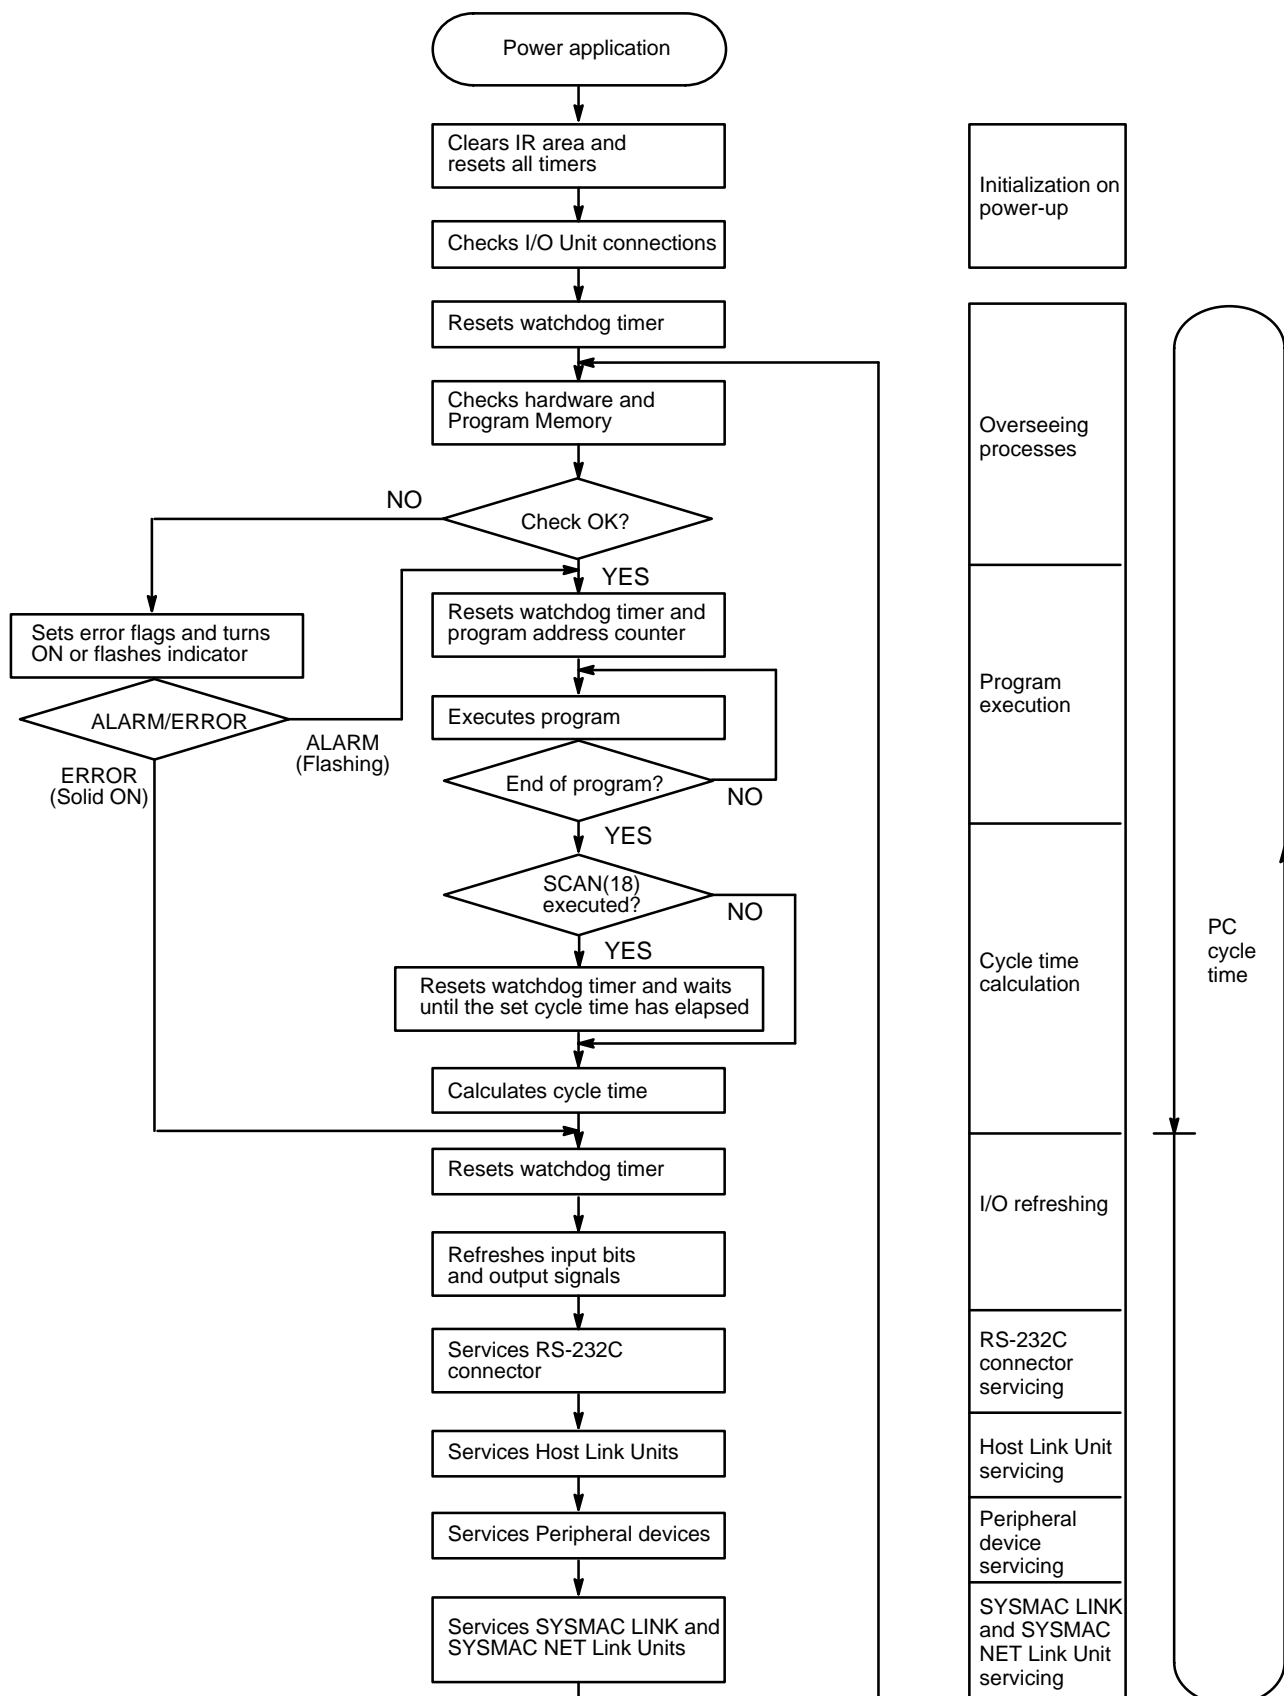 Power application
Clears IR area and
resets all timers
Initialization on
power-up
Checks I/O Unit connections
Resets watchdog timer
Checks hardware and
Program Memory
Overseeing
processes
NO
Check OK?
YES
Sets error flags and turns
ON or flashes indicator
Resets watchdog timer and
program address counter
Program
execution
ALARM/ERROR
Executes program
ALARM
(Flashing)
ERROR
(Solid ON)
End of program?
NO
YES
SCAN(18)
executed?
NO
YES
Cycle time
calculation
PC
cycle
time
Resets watchdog timer and waits
until the set cycle time has elapsed
Calculates cycle time
Resets watchdog timer
I/O refreshing
Refreshes input bits
and output signals
Services RS-232C
connector
RS-232C
connector
servicing
Services Host Link Units
Host Link Unit
servicing
Services Peripheral devices
Peripheral
device
servicing
Services SYSMAC LINK and
SYSMAC NET Link Units
SYSMAC LINK
and SYSMAC
NET Link Unit
servicing